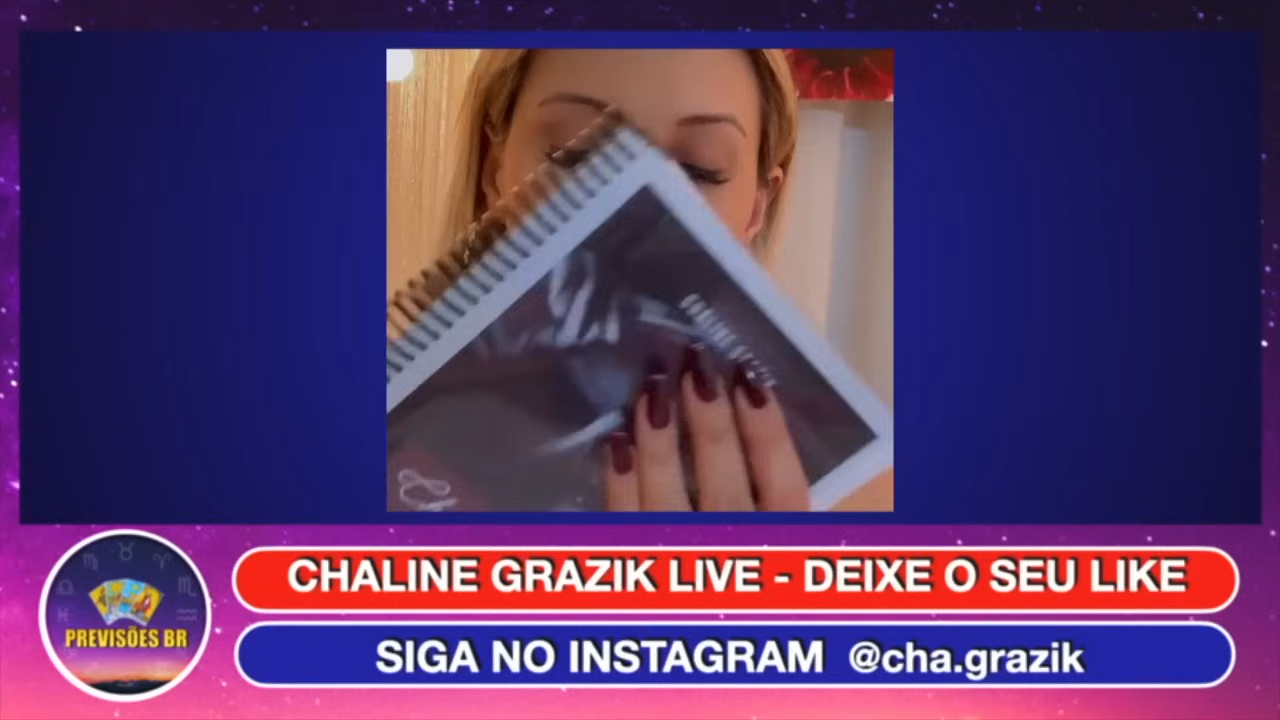 PREVISÕES BR
CHALINE GRAZIK LIVE - DEIXE O SEU LIKE
SIGA NO INSTAGRAM @cha.grazik